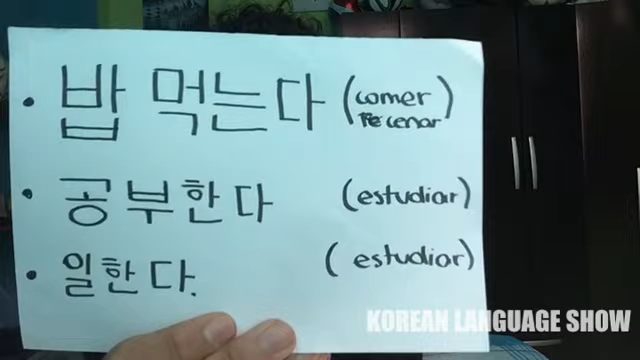 • 밥 먹는다 (comer
cenar)
• 공부한다 (estudiar)
• 일한다. (estudiar)
KOREAN LANGUAGE SHOW